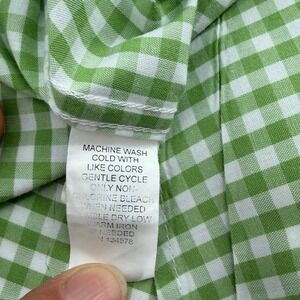 MACHINE WASH
COLD WITH
LIKE COLORS
GENTLE CYCLE
ONLY NON-
CHLORINE BLEACH
WHEN NEEDED
DRY LOW
WARM IRON
NEEDED
124578